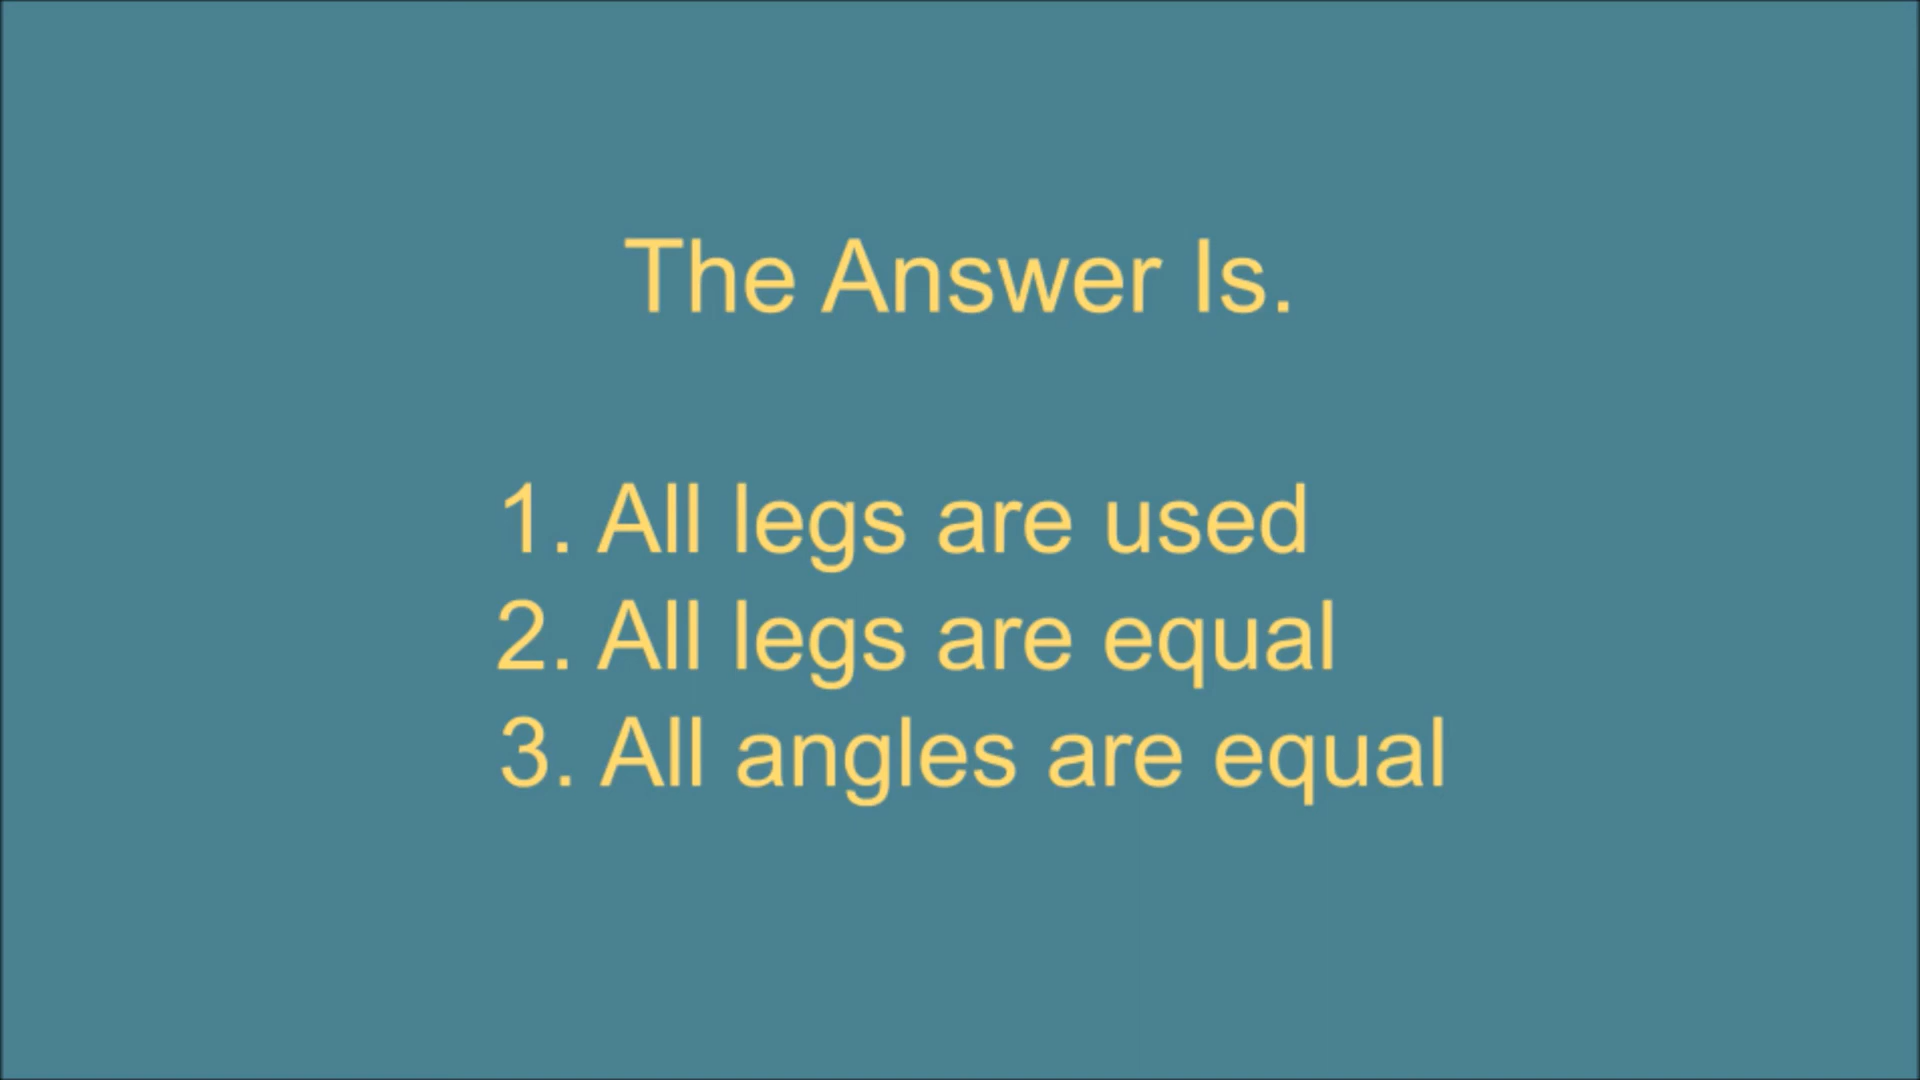 The Answer Is.
1. All legs are used
2. All legs are equal
3. All angles are equal